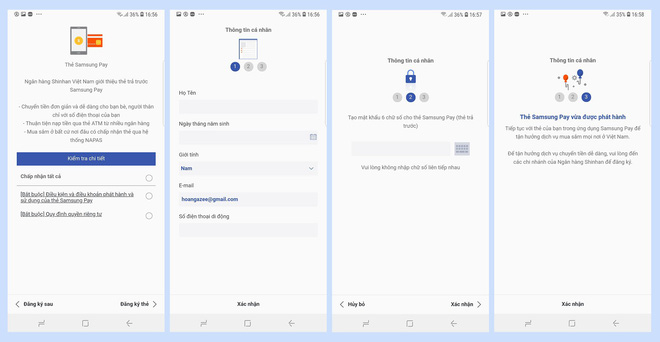 36% 16:56
Thẻ Samsung Pay
Ngân hàng Shinhan Việt Nam giới thiệu thẻ trả trước
Samsung Pay
- Chuyển tiền đơn giản và dễ dàng cho bạn bè, người thân
chỉ với số điện thoại của bạn
- Thuận tiện nạp tiền qua thẻ ATM từ nhiều ngân hàng
- Mua sắm ở bất cứ nơi đâu có chấp nhận thẻ qua hệ
thống NAPAS
Kiểm tra chi tiết
Chấp nhận tất cả
[Bắt buộc] Điều kiện và điều khoản phát hành và
sử dụng của thẻ Samsung Pay
[Bắt buộc] Quy định quyền riêng tư
Đăng ký sau
Đăng ký thẻ
36% 16:56
Thông tin cá nhân
1 2 3
Họ Tên
Ngày tháng năm sinh
Giới tính
Nam
E-mail
hoangazee@gmail.com
Số điện thoại di động
Xác nhận
36% 16:57
Thông tin cá nhân
1 2 3
Tạo mật khẩu 6 chữ số cho thẻ Samsung Pay (thẻ trả
trước)
Vui lòng không nhập chữ số liên tiếp nhau
Hủy bỏ
Xác nhận
35% 16:58
Thông tin cá nhân
1 2 3
Thẻ Samsung Pay vừa được phát hành
Tiếp tục với thẻ của bạn trong ứng dụng Samsung Pay để
tận hưởng dịch vụ mua sắm mọi nơi ở Việt Nam.
Để tận hưởng dịch vụ chuyển tiền dễ dàng, vui lòng đến
các chi nhánh của Ngân hàng Shinhan để đăng ký.
Xác nhận